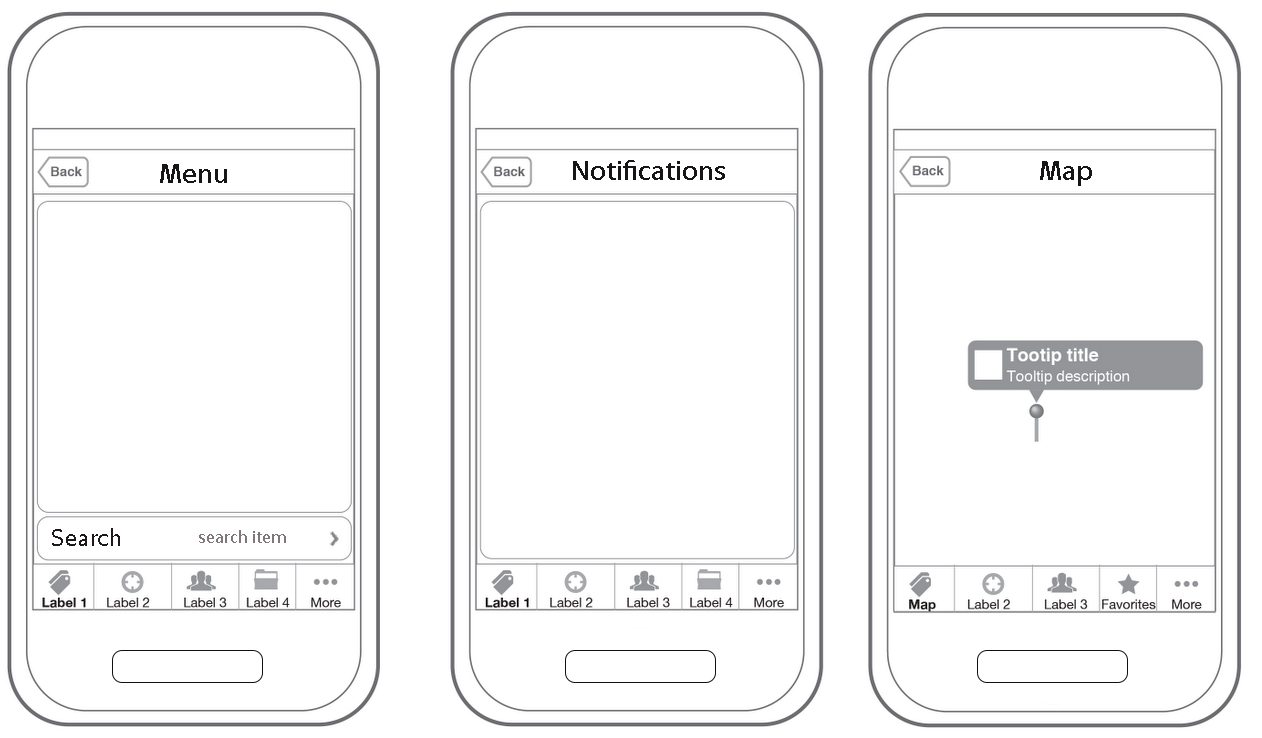 Back Menu
Search search item
Label 1 Label 2 Label 3 Label 4 More
Back Notifications
Label 1 Label 2 Label 3 Label 4 More
Back Map
Tootip title
Tooltip description
Map Label 2 Label 3 Favorites More